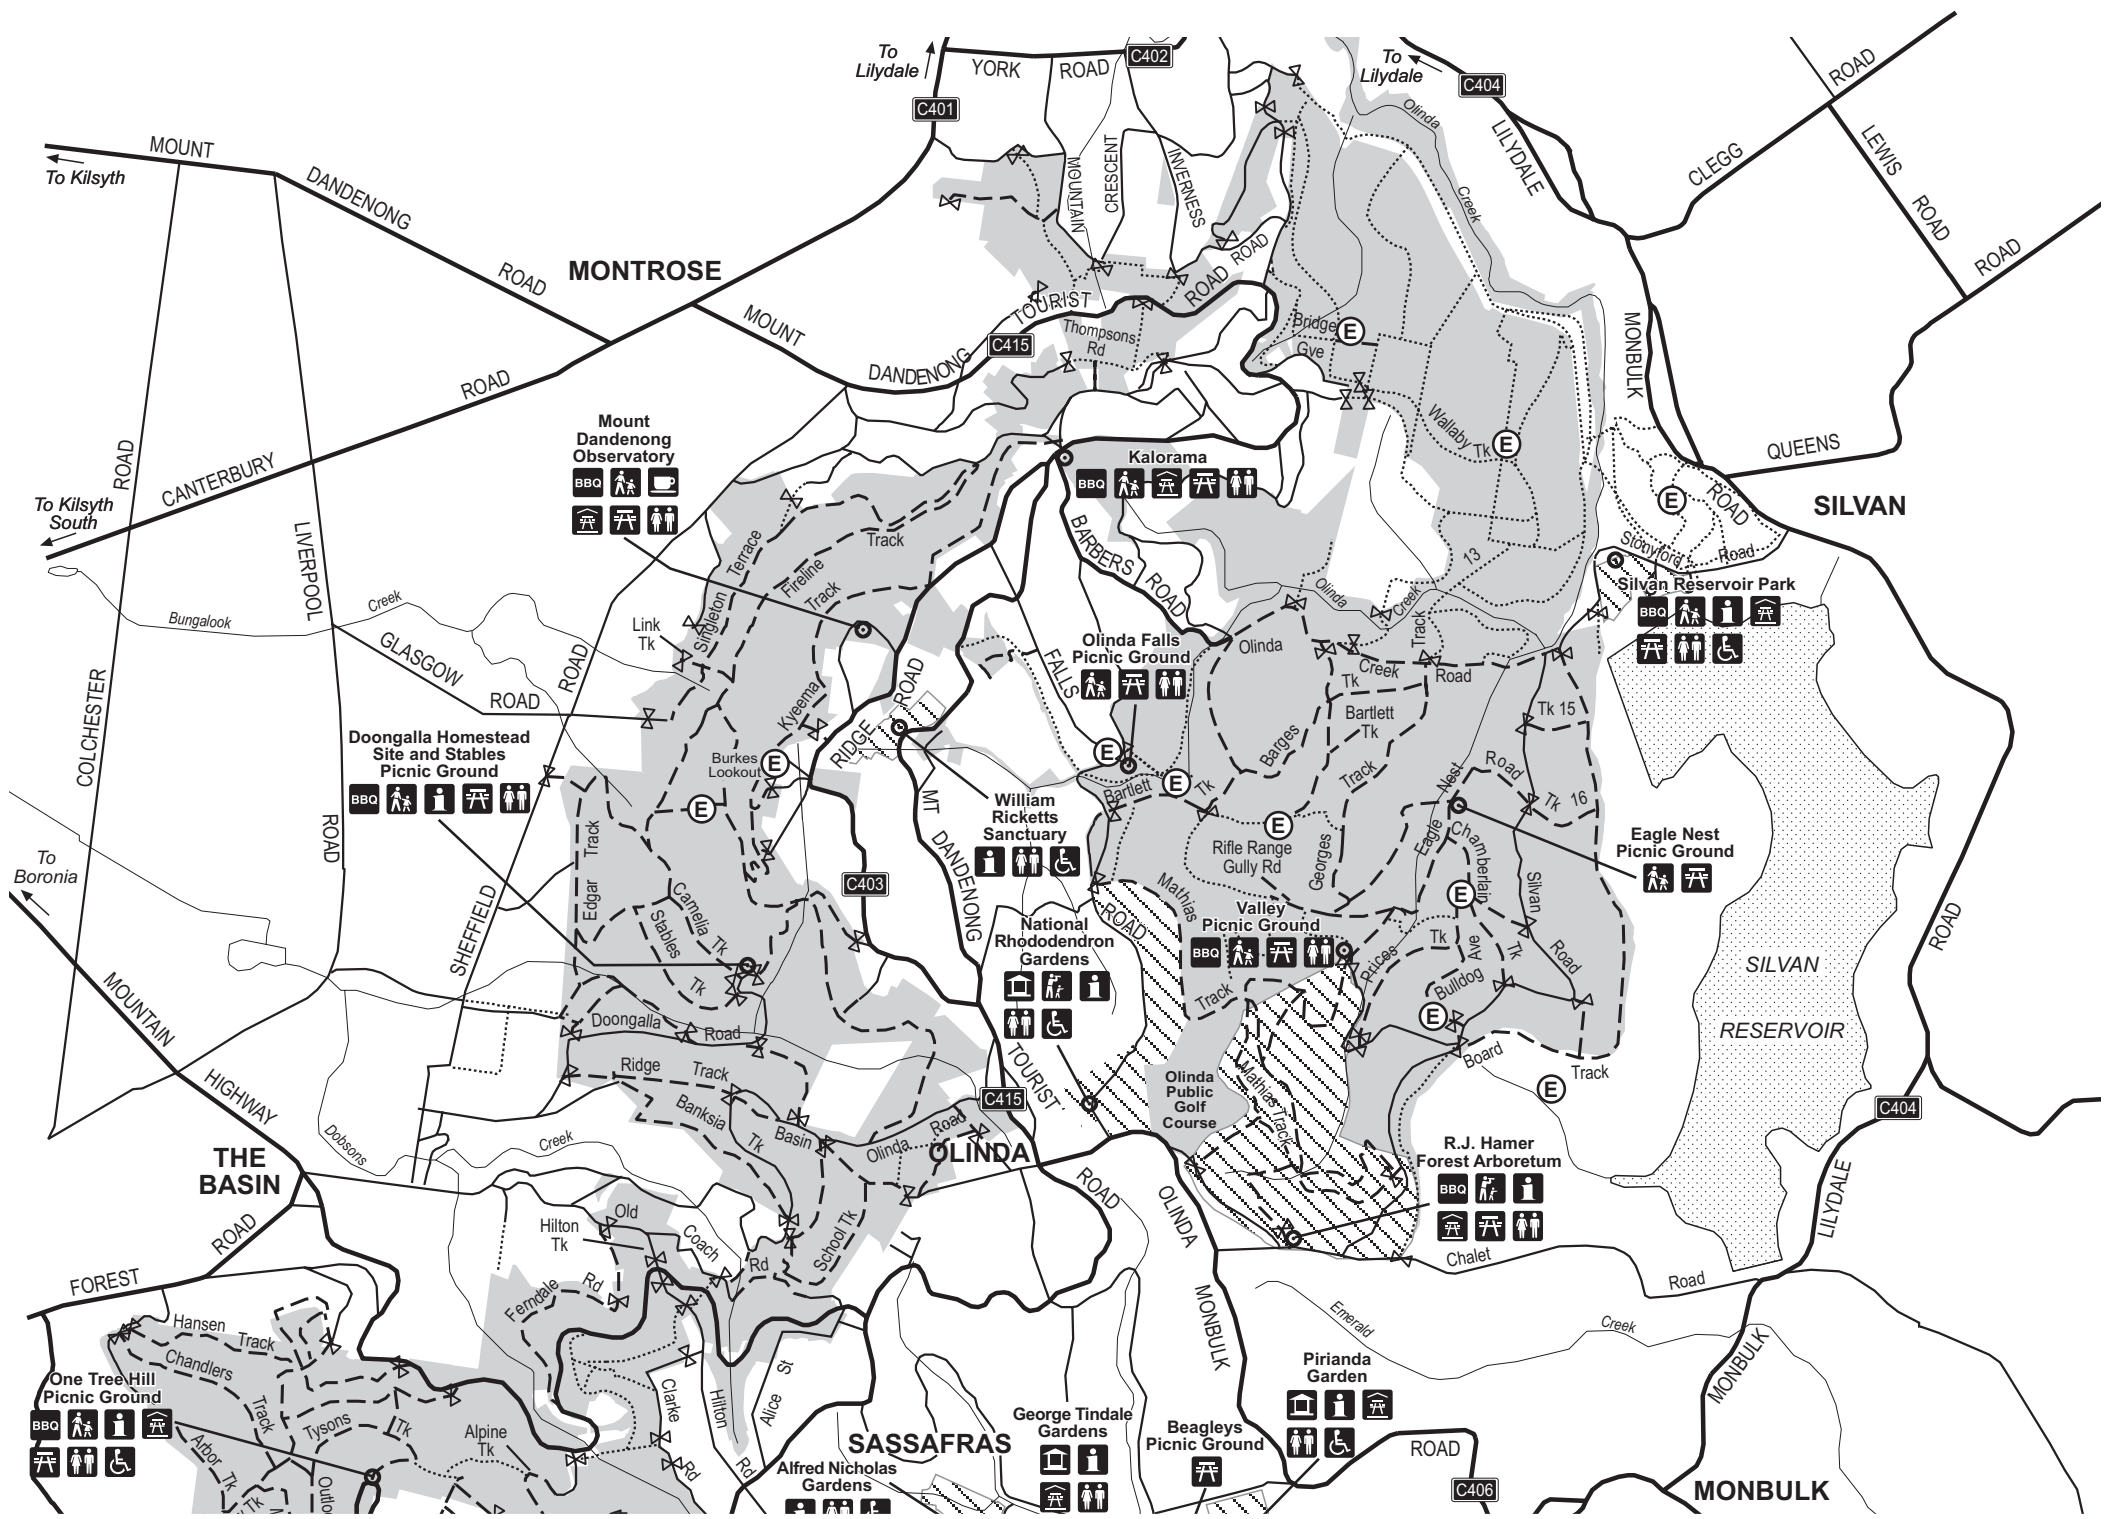 To
Lilydale
YORK
ROAD
C402
C401
To
Lilydale
C404
LILYDALE
Olinda
Creek
CLEGG
ROAD
LEWIS
ROAD
ROAD
MOUNT
To Kilsyth
DANDENONG
ROAD
MONTROSE
MOUNTAIN
CRESCENT
INVERNESS
ROAD
ROAD
TOURIST
C415
MOUNT
DANDENONG
Thompsons
Rd
Bridge
Gve
E
MONBULK
ROAD
QUEENS
SILVAN
Wallaby
Tk
E
E
ROAD
Stonyford
Road
Mount
Dandenong
Observatory
BBQ
Kalorama
BBQ
ROAD
CANTERBURY
ROAD
To Kilsyth
South
LIVERPOOL
ROAD
COLCHESTER
Bungalook
Creek
GLASGOW
ROAD
ROAD
SHEFFIELD
Link
Tk
Singleton
Terrace
Fireline
Track
Track
Kyeema
BARBERS
ROAD
FALLS
ROAD
Olinda Falls
Picnic Ground
Olinda
Creek
13
Track
Silvan Reservoir Park
BBQ
Olinda
Creek
Road
Tk
Bartlett
Tk
Barges
Tk
Tk 15
Tk 16
Nest
Road
Eagle
Track
Georges
Bartlett
E
E
E
Rifle Range
Gully Rd
Chamberlain
E
Silvan
Road
Eagle Nest
Picnic Ground
Doongalla Homestead
Site and Stables
Picnic Ground
BBQ
Burkes
Lookout
E
E
RIDGE
ROAD
MT
DANDENONG
TOURIST
ROAD
C403
C415
William
Ricketts
Sanctuary
National
Rhododendron
Gardens
Valley
Picnic Ground
BBQ
Mathias
Track
Prices
Tk
Ave
Tk
Bulldog
E
Board
Track
E
SILVAN
RESERVOIR
ROAD
C404
LILYDALE
MONBULK
To
Boronia
MOUNTAIN
HIGHWAY
Edgar
Track
Camelia
Tk
Stables
Tk
Doongalla
Road
Ridge
Track
Banksia
Tk
Basin
Olinda
Road
OLINDA
Olinda
Public
Golf
Course
Mathias Track
R.J. Hamer
Forest Arboretum
BBQ
Chalet
Road
Dobsons
Creek
THE
BASIN
ROAD
FOREST
Hilton
Tk
Old
Coach
Rd
School Tk
Ferndale
Rd
OLINDA
MONBULK
ROAD
C406
Emerald
Creek
Hansen
Track
Chandlers
Track
One Tree Hill
Picnic Ground
BBQ
Arbor
Tk
Tysons
Tk
Alpine
Tk
Tk
Clarke
Rd
Hilton
Rd
Alice
St
SASSAFRAS
Alfred Nicholas
Gardens
George Tindale
Gardens
Beagleys
Picnic Ground
Pirianda
Garden
MONBULK